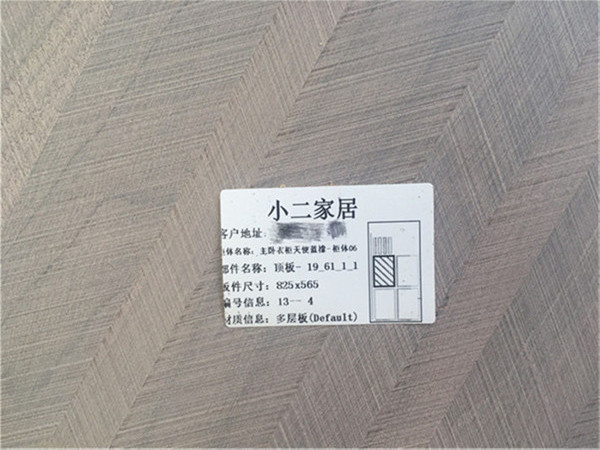 小二家居
客户地址:
柜体名称: 主卧衣柜天使蓝橡-柜体06
部件名称: 顶板- 19_61_1_1
板件尺寸: 825x565
编号信息: 13-- 4
材质信息: 多层板(Default)